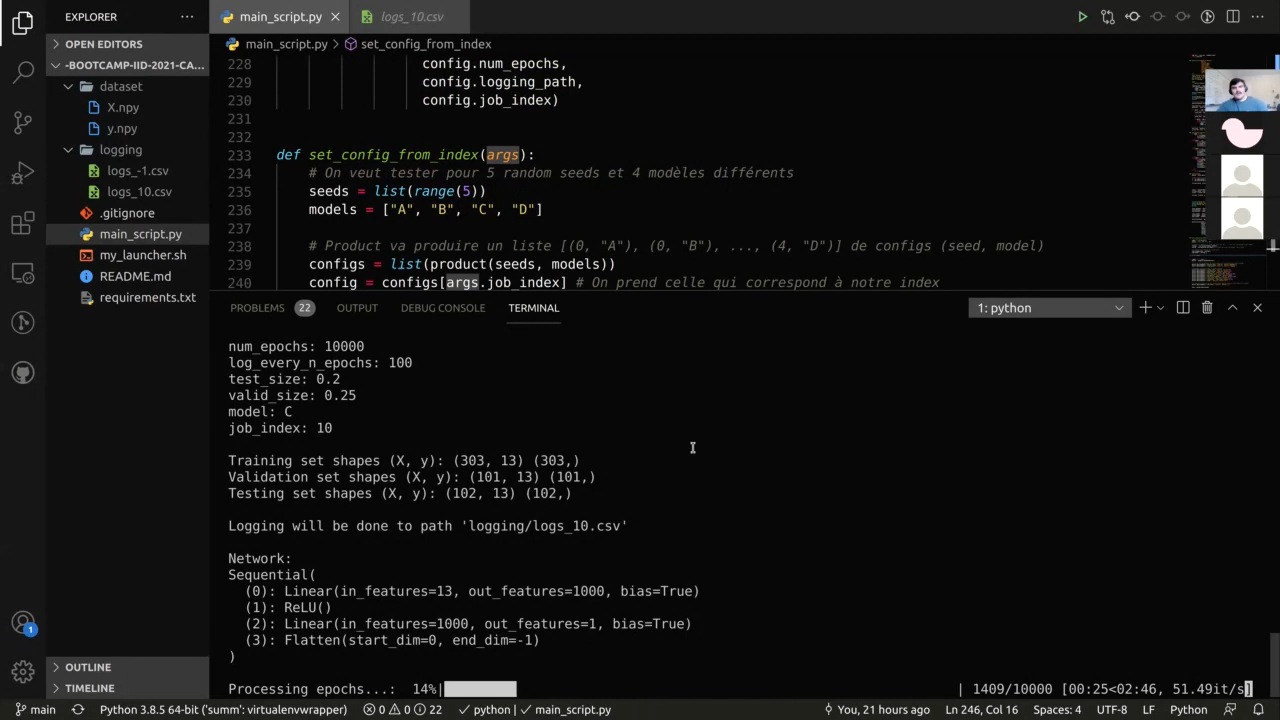 EXPLORER
···
main_script.py
logs_10.csv
···
OPEN EDITORS
-BOOTCAMP-IID-2021-CA...
dataset
X.npy
y.npy
logging
logs_-1.csv
logs_10.csv
.gitignore
main_script.py
my_launcher.sh
README.md
requirements.txt
main_script.py > set_config_from_index
228 config.num_epochs,
229 config.logging_path,
230 config.job_index)
231
232
233 def set_config_from_index(args):
234 # On veut tester pour 5 random seeds et 4 modèles différents
235 seeds = list(range(5))
236 models = ["A", "B", "C", "D"]
237
238 # Product va produire un liste [(0, "A"), (0, "B"), ..., (4, "D")] de configs (seed, model)
239 configs = list(product(seeds, models))
240 config = configs[args.job_index] # On prend celle qui correspond à notre index
PROBLEMS 22 OUTPUT DEBUG CONSOLE TERMINAL
1: python
num_epochs: 10000
log_every_n_epochs: 100
test_size: 0.2
valid_size: 0.25
model: C
job_index: 10
Training set shapes (X, y): (303, 13) (303,)
Validation set shapes (X, y): (101, 13) (101,)
Testing set shapes (X, y): (102, 13) (102,)
Logging will be done to path 'logging/logs_10.csv'
Network:
Sequential(
(0): Linear(in_features=13, out_features=1000, bias=True)
(1): ReLU()
(2): Linear(in_features=1000, out_features=1, bias=True)
(3): Flatten(start_dim=0, end_dim=-1)
)
Processing epochs...: 14%| | 1409/10000 [00:25<02:46, 51.49it/s]
1
OUTLINE
TIMELINE
main Python 3.8.5 64-bit ('summ': virtualenvwrapper) 0 0 22 python | main_script.py You, 21 hours ago Ln 246, Col 16 Spaces: 4 UTF-8 LF Python